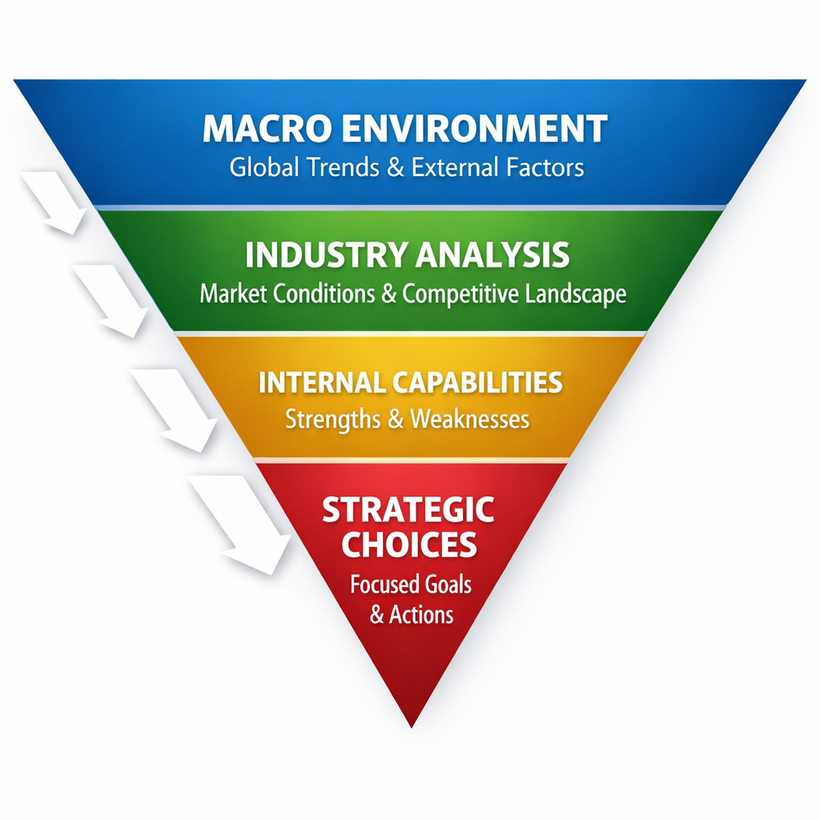 MACRO ENVIRONMENT
Global Trends & External Factors
INDUSTRY ANALYSIS
Market Conditions & Competitive Landscape
INTERNAL CAPABILITIES
Strengths & Weaknesses
STRATEGIC
CHOICES
Focused Goals
& Actions